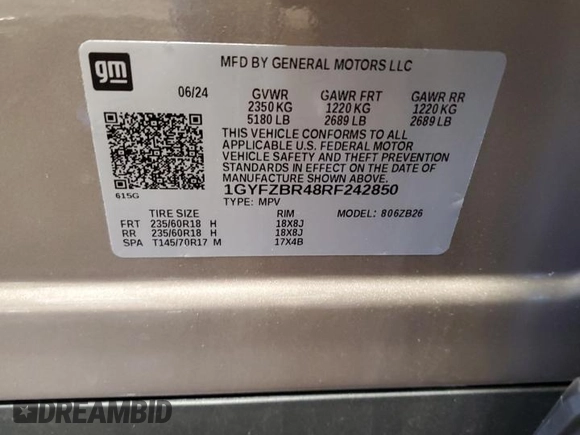 gm
MFD BY GENERAL MOTORS LLC
06/24 GVWR GAWR FRT GAWR RR
2350 KG 1220 KG 1220 KG
5180 LB 2689 LB 2689 LB
THIS VEHICLE CONFORMS TO ALL
APPLICABLE U.S. FEDERAL MOTOR
VEHICLE SAFETY AND THEFT PREVENTION
STANDARDS IN EFFECT ON THE DATE OF
MANUFACTURE SHOWN ABOVE.
1GYFZBR48RF242850
615G
TYPE: MPV
TIRE SIZE RIM MODEL: 806ZB26
FRT 235/60R18 H 18X8J
RR 235/60R18 H 18X8J
SPA T145/70R17 M 17X4B
DREAMBID